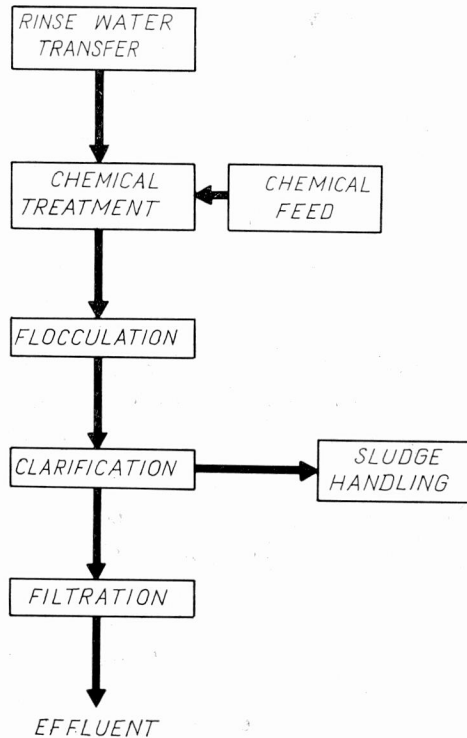 RINSE WATER
TRANSFER
CHEMICAL
TREATMENT
CHEMICAL
FEED
FLOCCULATION
CLARIFICATION
SLUDGE
HANDLING
FILTRATION
EFFLUENT